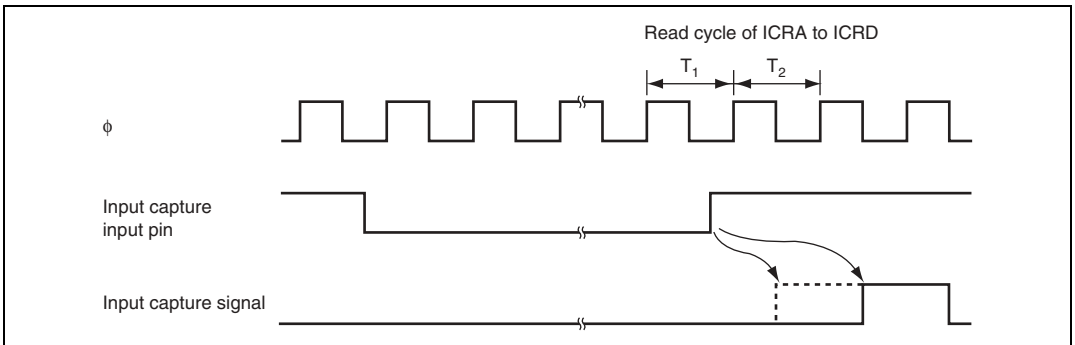 Read cycle of ICRA to ICRD
T1 T2
ϕ
Input capture
input pin
Input capture signal